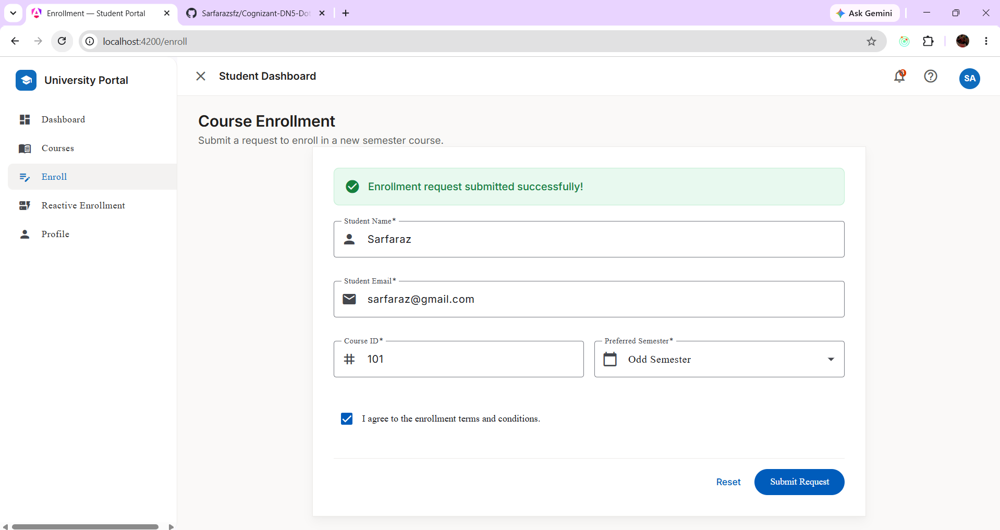 Enrollment — Student Portal
Sarfarazsfz/Cognizant-DN5-Dot
Ask Gemini
localhost:4200/enroll
University Portal
Student Dashboard
3
SA
Dashboard
Courses
Enroll
Reactive Enrollment
Profile
Course Enrollment
Submit a request to enroll in a new semester course.
Enrollment request submitted successfully!
Student Name*
Sarfaraz
Student Email*
sarfaraz@gmail.com
Course ID*
101
Preferred Semester*
Odd Semester
I agree to the enrollment terms and conditions.
Reset
Submit Request